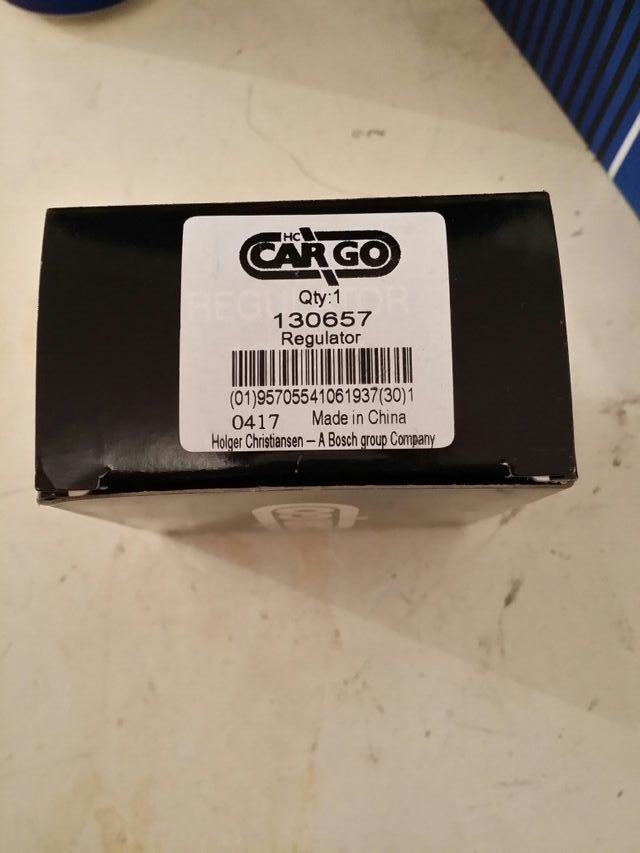 HC
CARGO
Qty:1
130657
Regulator
(01)95705541061937(30)1
0417 Made in China
Holger Christiansen – A Bosch group Company
REGULATOR